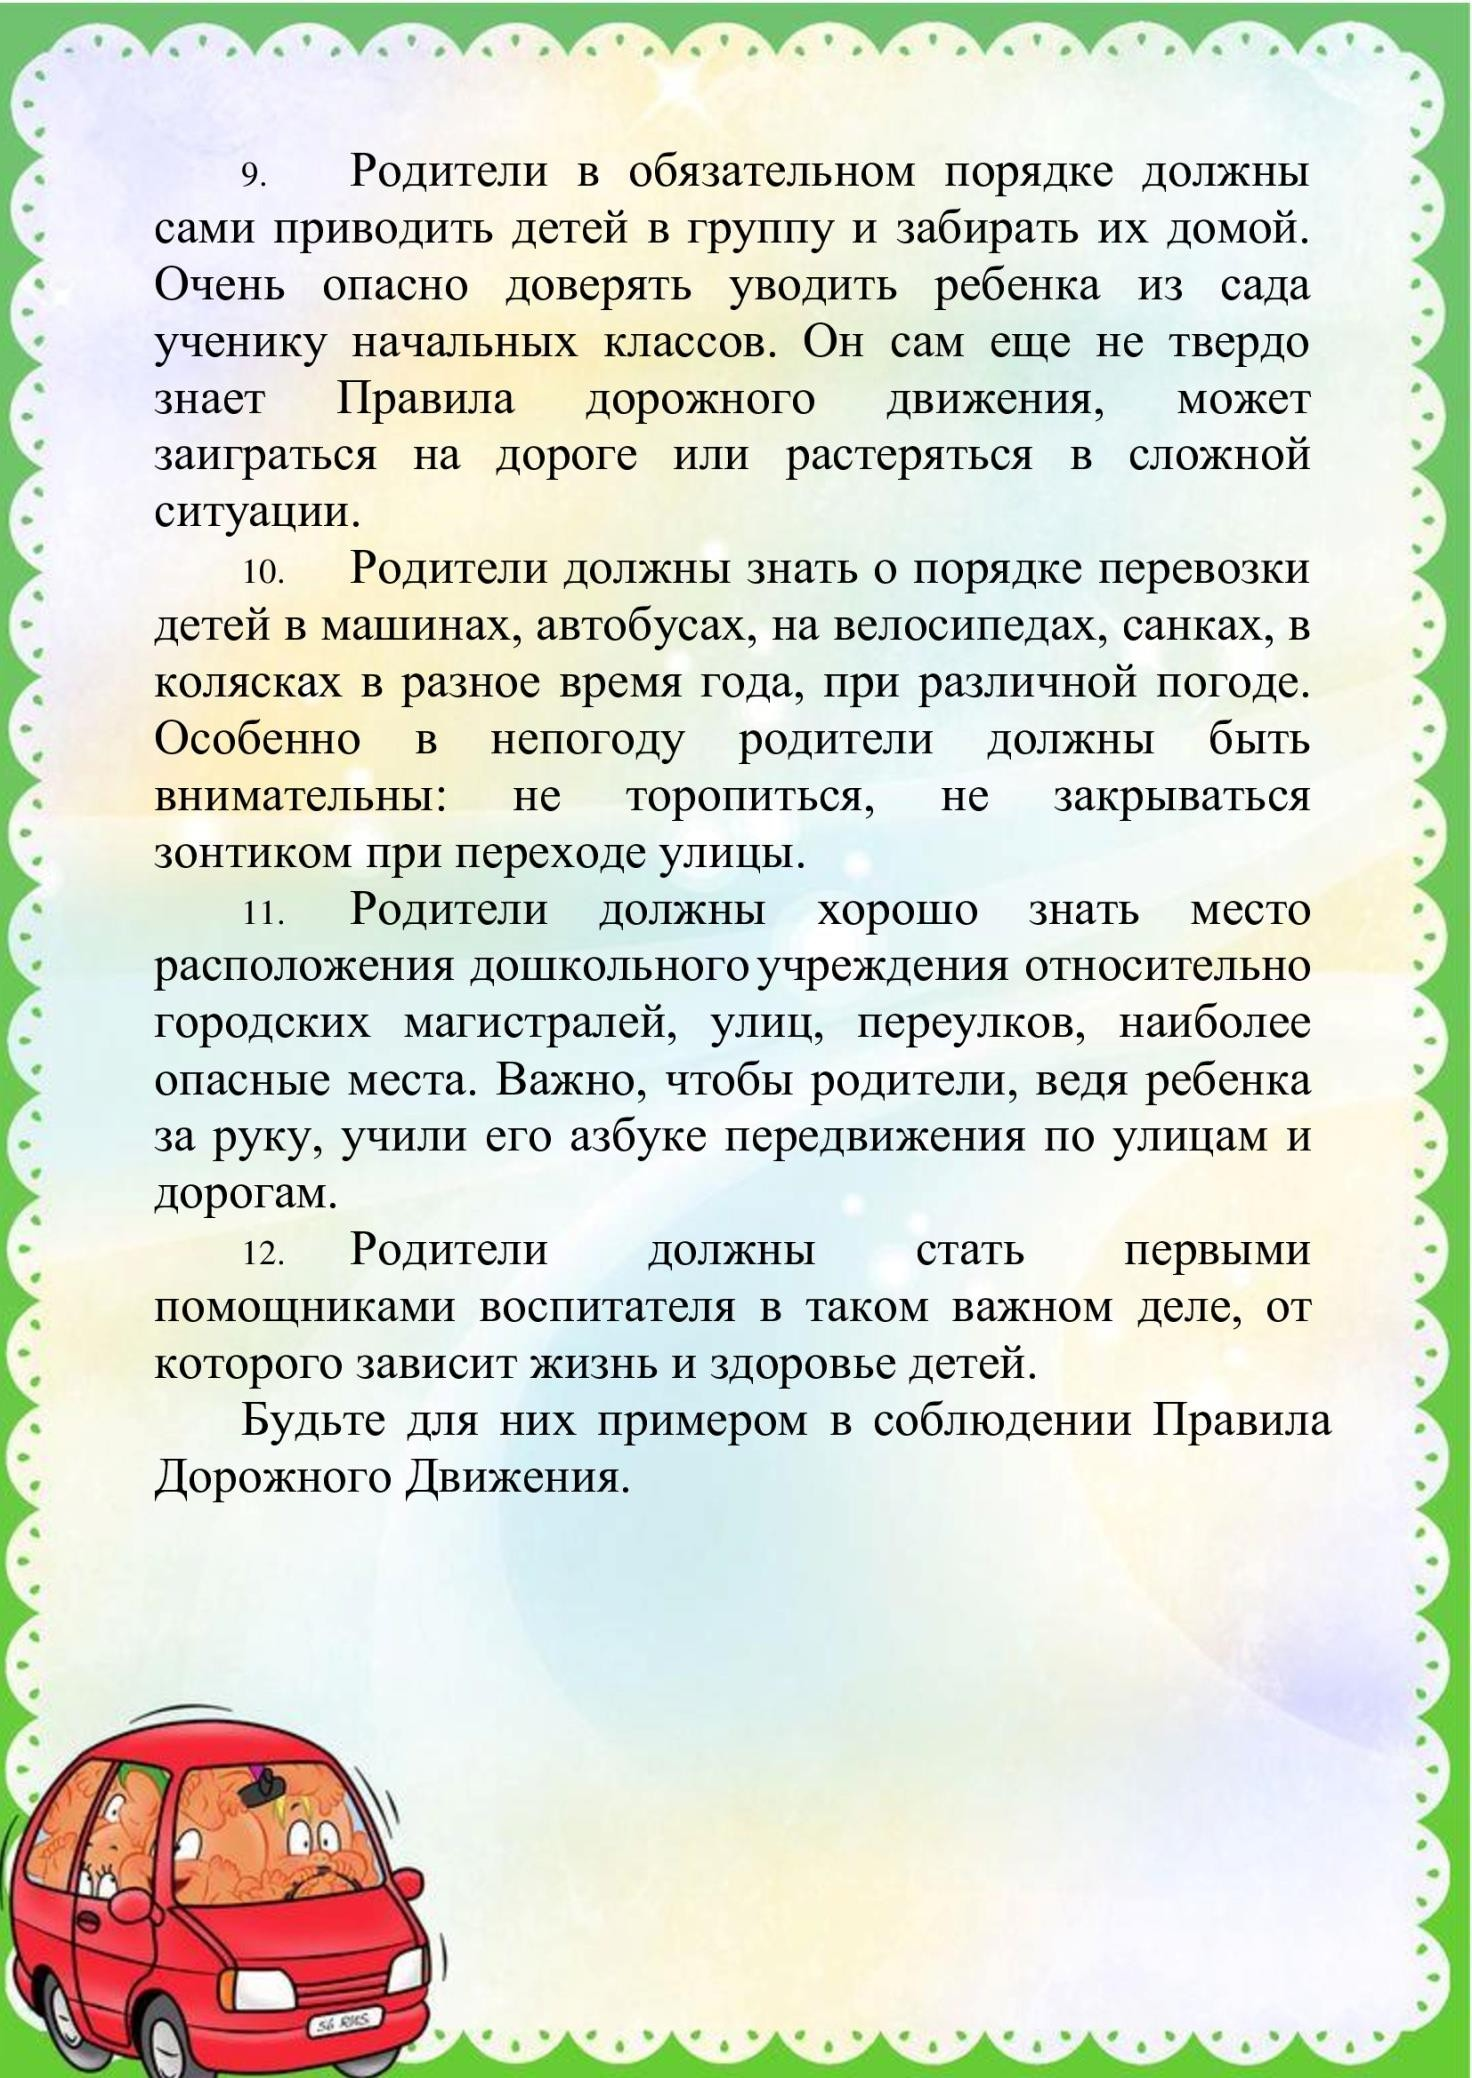 9. Родители в обязательном порядке должны
сами приводить детей в группу и забирать их домой.
Очень опасно доверять уводить ребенка из сада
ученику начальных классов. Он сам еще не твердо
знает Правила дорожного движения, может
заиграться на дороге или растеряться в сложной
ситуации.
10. Родители должны знать о порядке перевозки
детей в машинах, автобусах, на велосипедах, санках, в
колясках в разное время года, при различной погоде.
Особенно в непогоду родители должны быть
внимательны: не торопиться, не закрываться
зонтиком при переходе улицы.
11. Родители должны хорошо знать место
расположения дошкольного учреждения относительно
городских магистралей, улиц, переулков, наиболее
опасные места. Важно, чтобы родители, ведя ребенка
за руку, учили его азбуке передвижения по улицам и
дорогам.
12. Родители должны стать первыми
помощниками воспитателя в таком важном деле, от
которого зависит жизнь и здоровье детей.
Будьте для них примером в соблюдении Правила
Дорожного Движения.
56 RUS